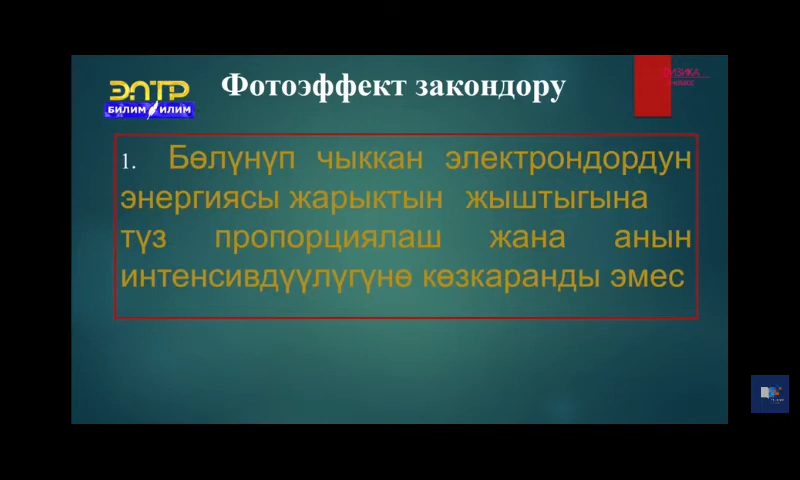 Фотоэффект закондору
ЭЛТР
БИЛИМ ИЛИМ
ФИЗИКА
1. Бөлүнүп чыккан электрондордун
энергиясы жарыктын жыштыгына
түз пропорциялаш жана анын
интенсивдүүлүгүнө көзкаранды эмес